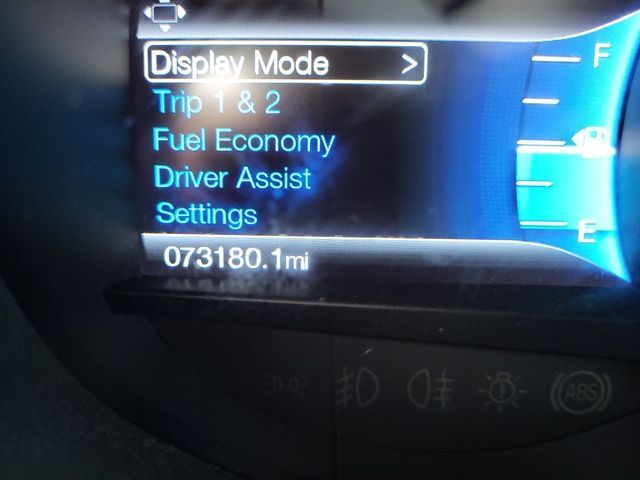 Display Mode >
F
Trip 1 & 2
Fuel Economy
Driver Assist
Settings
E
073180.1mi
ABS